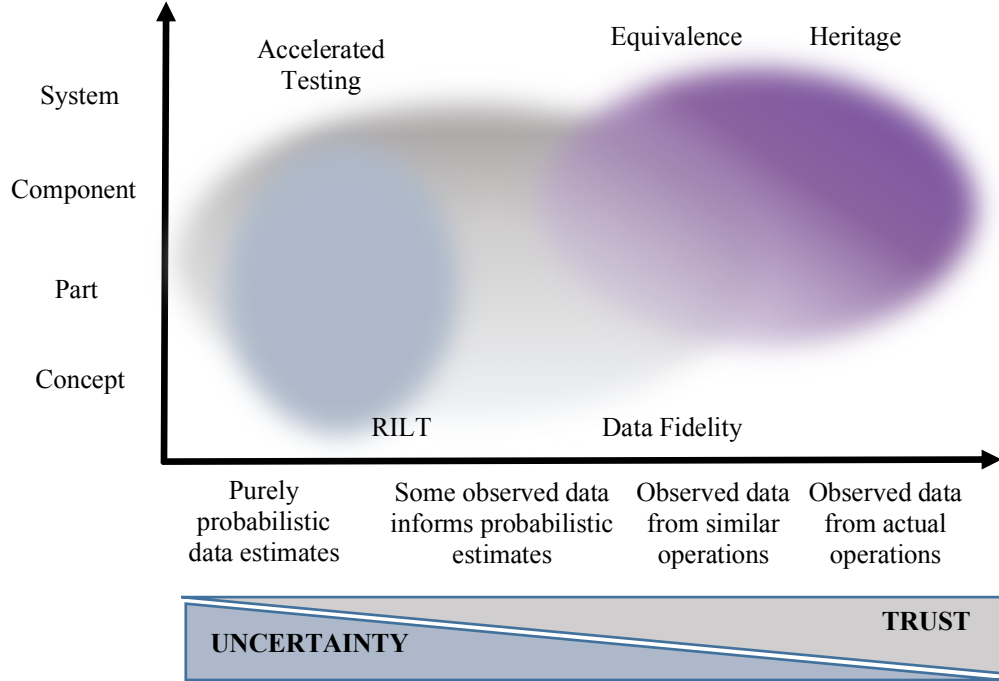 Accelerated
Testing
Equivalence
Heritage
System
Component
Part
Concept
RILT
Data Fidelity
Purely
probabilistic
data estimates
Some observed data
informs probabilistic
estimates
Observed data
from similar
operations
Observed data
from actual
operations
UNCERTAINTY
TRUST